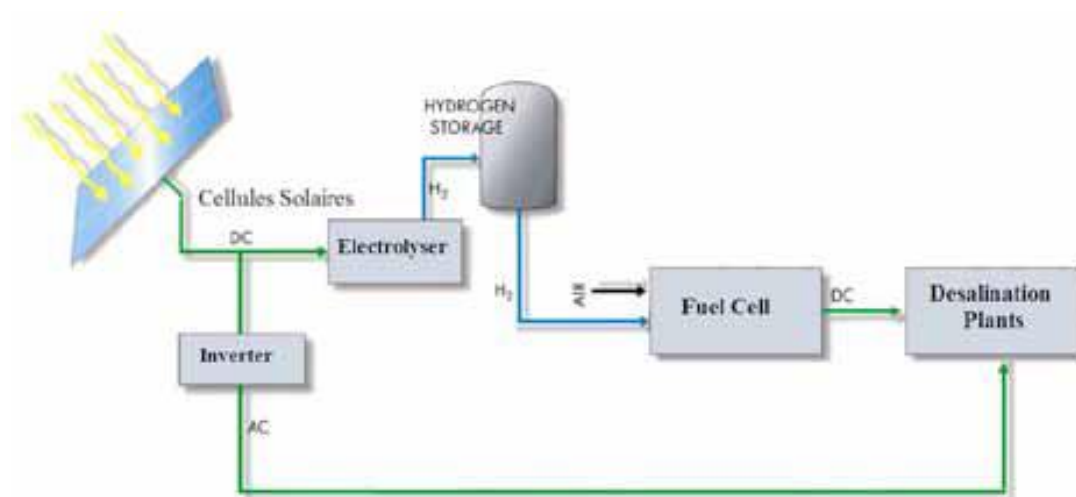 HYDROGEN
STORAGE
H₂
Cellules Solaires
DC
Electrolyser
H₂
AIR
Fuel Cell
DC
Desalination
Plants
Inverter
AC